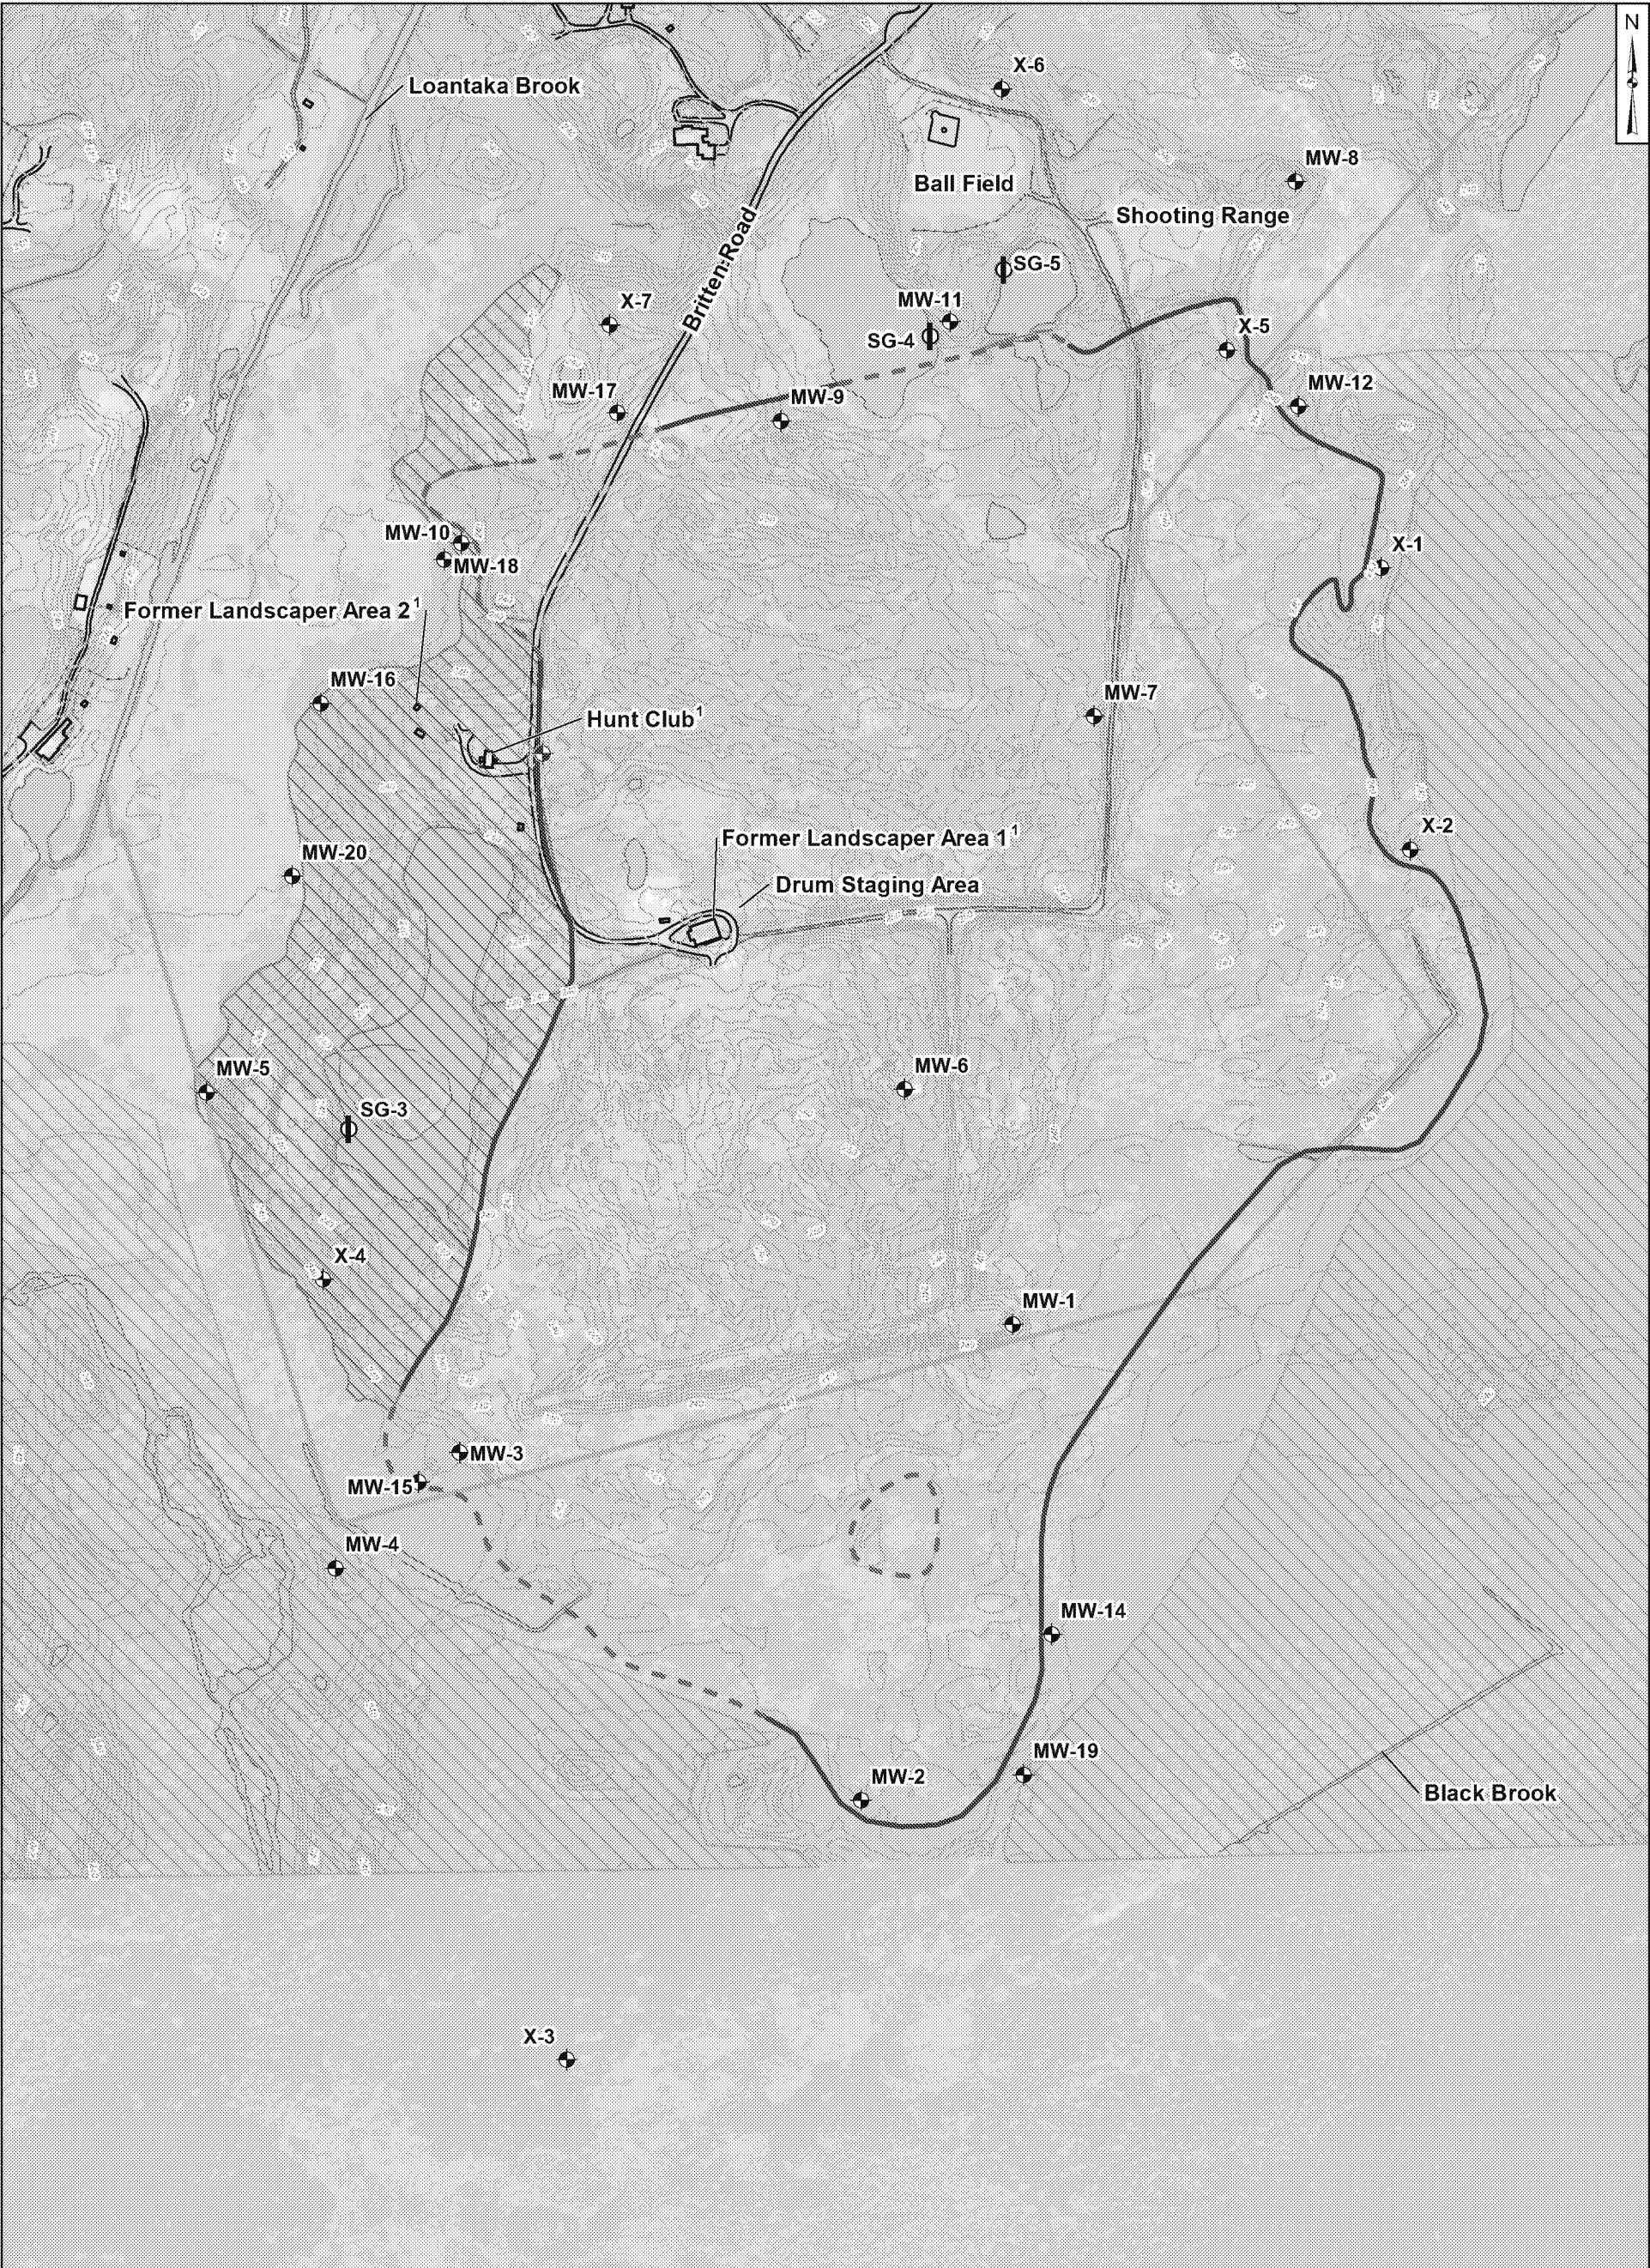 N
X-6
Loantaka Brook
MW-8
Ball Field
Shooting Range
Britten Road
SG-5
X-7
MW-11
X-5
SG-4
MW-12
MW-17
MW-9
MW-10
X-1
MW-18
Former Landscaper Area 2¹
MW-16
MW-7
Hunt Club¹
X-2
Former Landscaper Area 1¹
MW-20
Drum Staging Area
MW-5
MW-6
SG-3
X-4
MW-1
MW-3
MW-15
MW-4
MW-14
MW-19
MW-2
Black Brook
X-3